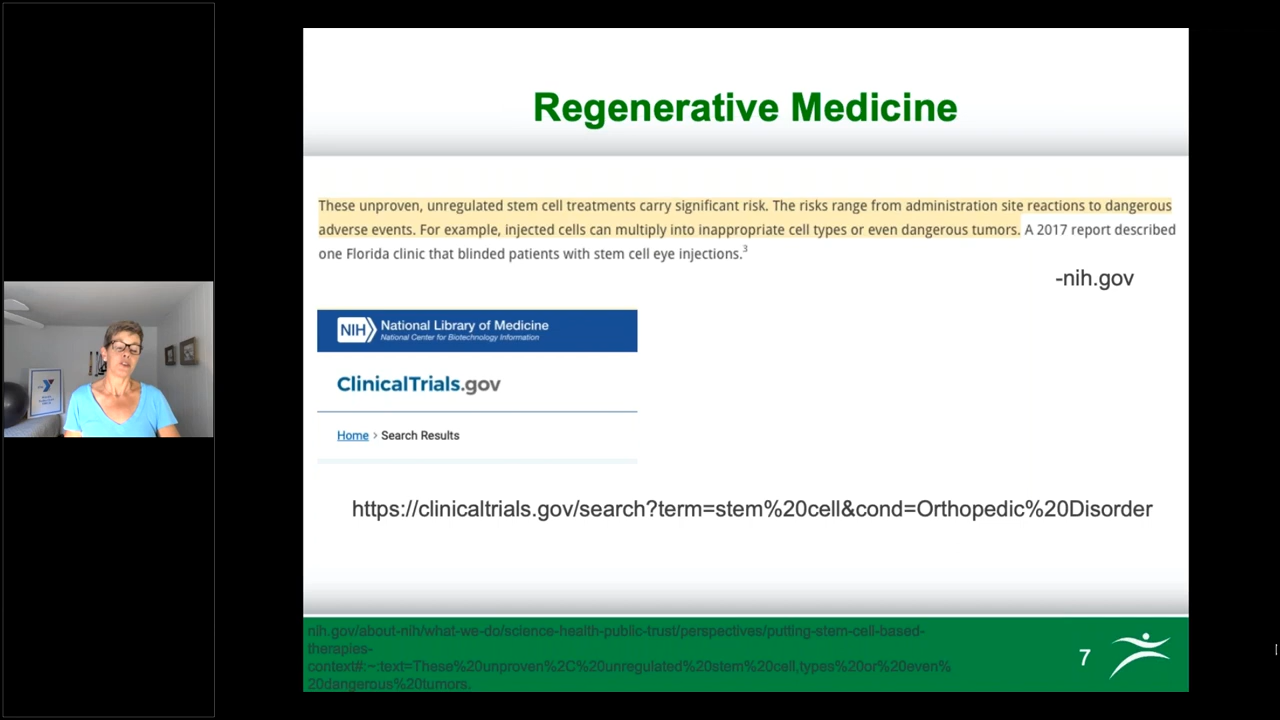 Regenerative Medicine
These unproven, unregulated stem cell treatments carry significant risk. The risks range from administration site reactions to dangerous
adverse events. For example, injected cells can multiply into inappropriate cell types or even dangerous tumors. A 2017 report described
one Florida clinic that blinded patients with stem cell eye injections.3
-nih.gov
NIH National Library of Medicine
National Center for Biotechnology Information
ClinicalTrials.gov
Home > Search Results
https://clinicaltrials.gov/search?term=stem%20cell&cond=Orthopedic%20Disorder
nih.gov/about-nih/what-we-do/science-health-public-trust/perspectives/putting-stem-cell-based-
therapies-
context#:~:text=These%20unproven%2C%20unregulated%20stem%20cell,types%20or%20even%
20dangerous%20tumors.
7